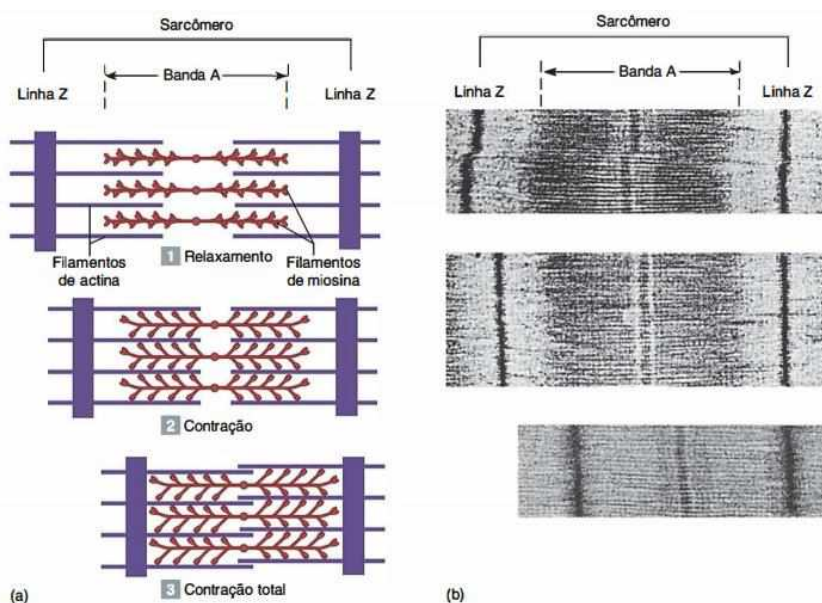 Sarcômero
Banda A
Linha Z
Linha Z
Filamentos
de actina
1 Relaxamento
Filamentos
de miosina
2 Contração
3 Contração total
(a)
Sarcômero
Banda A
Linha Z
Linha Z
(b)